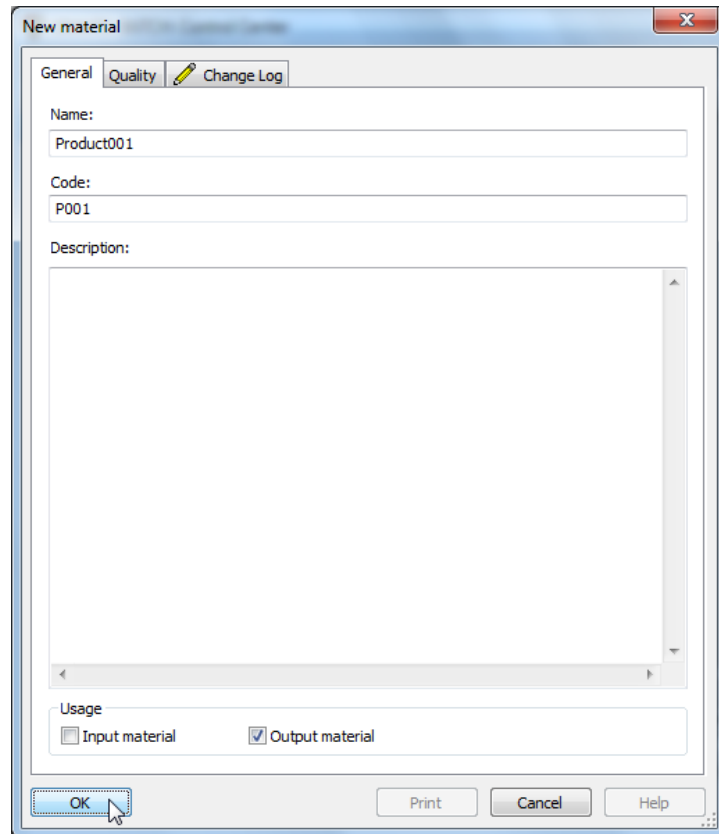 New material
General Quality Change Log
Name:
Product001
Code:
P001
Description:
Usage
Input material Output material
OK Print Cancel Help